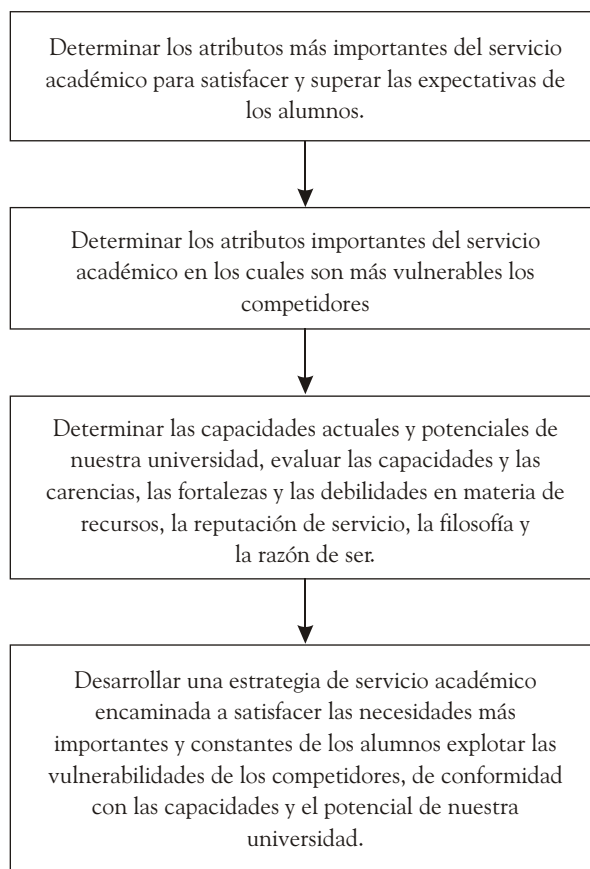 Determinar los atributos más importantes del servicio
académico para satisfacer y superar las expectativas de
los alumnos.
Determinar los atributos importantes del servicio
académico en los cuales son más vulnerables los
competidores
Determinar las capacidades actuales y potenciales de
nuestra universidad, evaluar las capacidades y las
carencias, las fortalezas y las debilidades en materia de
recursos, la reputación de servicio, la filosofía y
la razón de ser.
Desarrollar una estrategia de servicio académico
encaminada a satisfacer las necesidades más
importantes y constantes de los alumnos explotar las
vulnerabilidades de los competidores, de conformidad
con las capacidades y el potencial de nuestra
universidad.